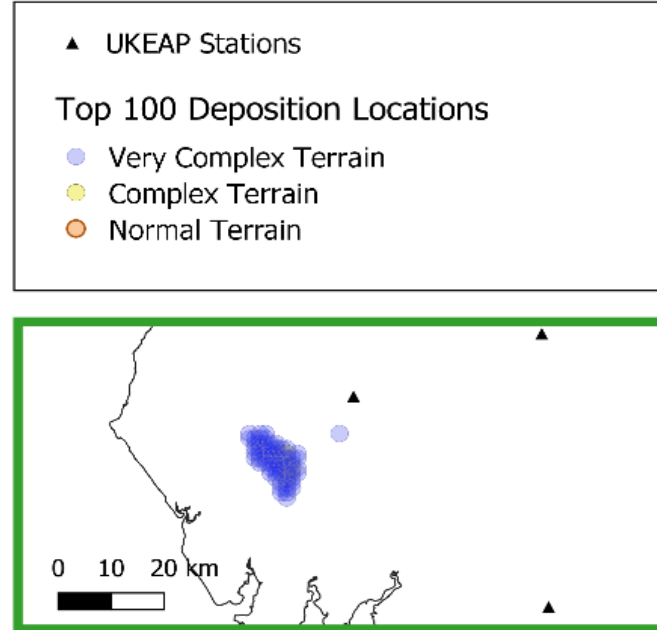 UKEAP Stations
Top 100 Deposition Locations
Very Complex Terrain
Complex Terrain
Normal Terrain
0 10 20 km